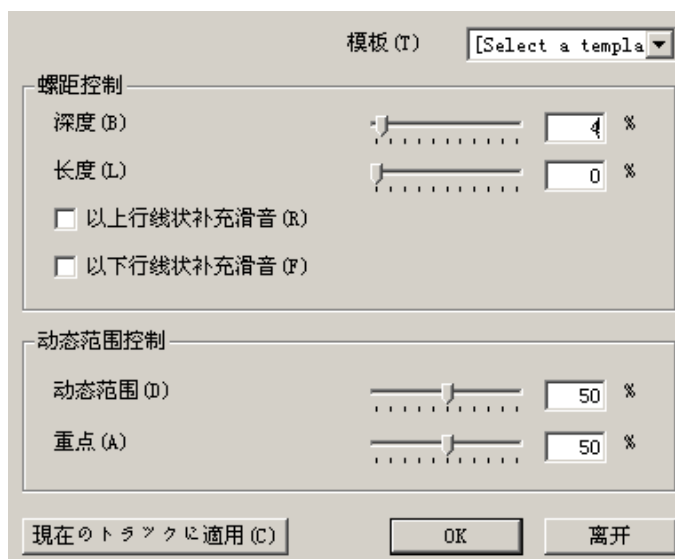 模板(T) [Select a templa
螺距控制
深度(B) 4 %
长度(L) 0 %
以上行线状补充滑音(R)
以下行线状补充滑音(F)
动态范围控制
动态范围(D) 50 %
重点(A) 50 %
現在のトラックに適用(C) OK 离开